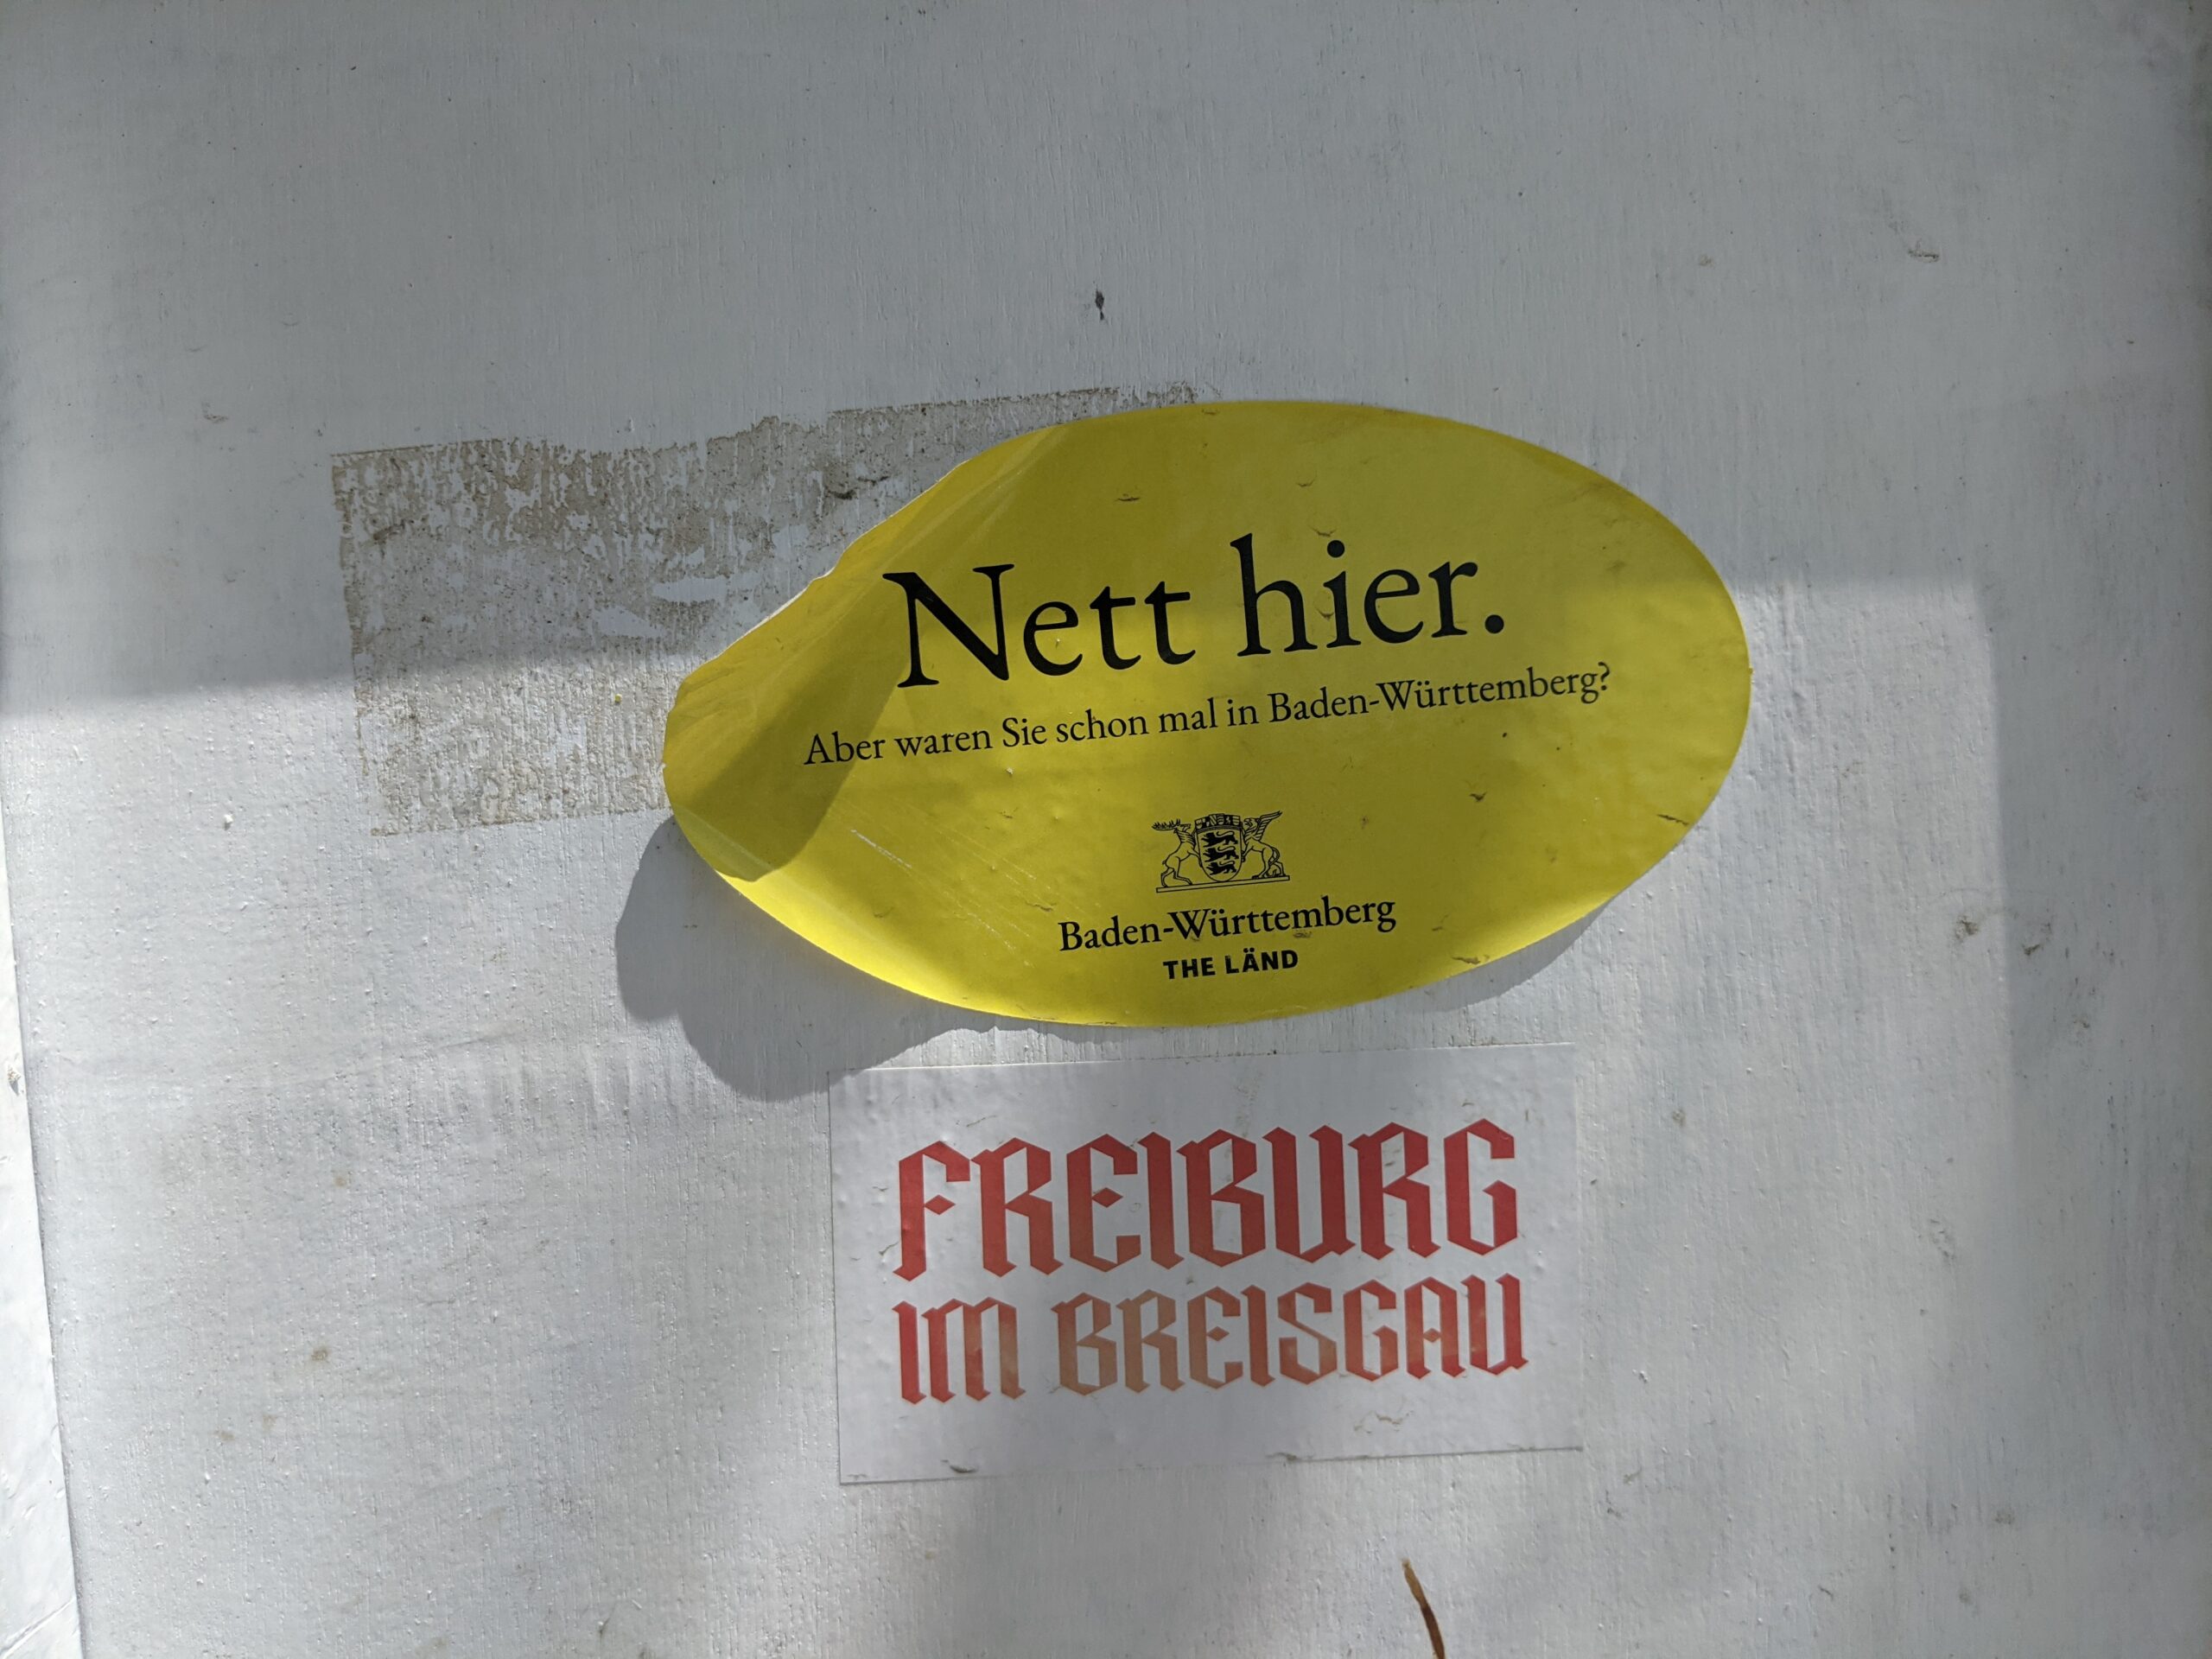 Nett hier.
Aber waren Sie schon mal in Baden-Württemberg?
Baden-Württemberg
THE LÄND
FREIBURG
IM BREISGAU